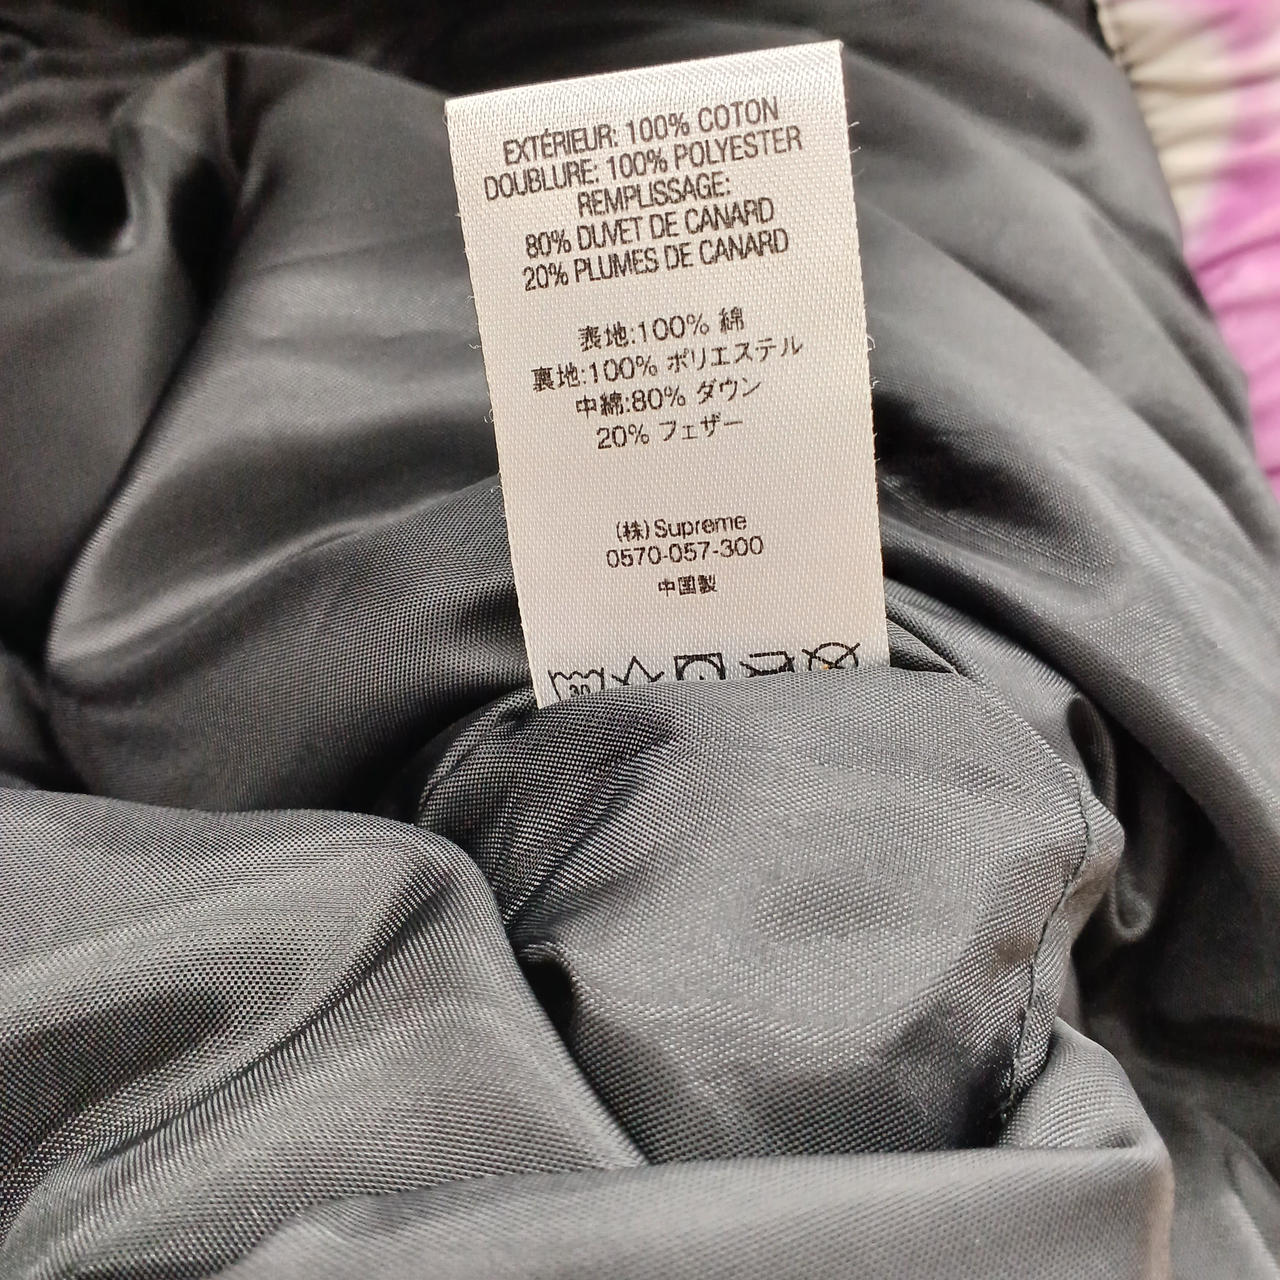 EXTÉRIEUR: 100% COTON
DOUBLURE: 100% POLYESTER
REMPLISSAGE:
80% DUVET DE CANARD
20% PLUMES DE CANARD
表地:100% 綿
裏地:100% ポリエステル
中綿:80% ダウン
20% フェザー
(株)Supreme
0570-057-300
中国製
30